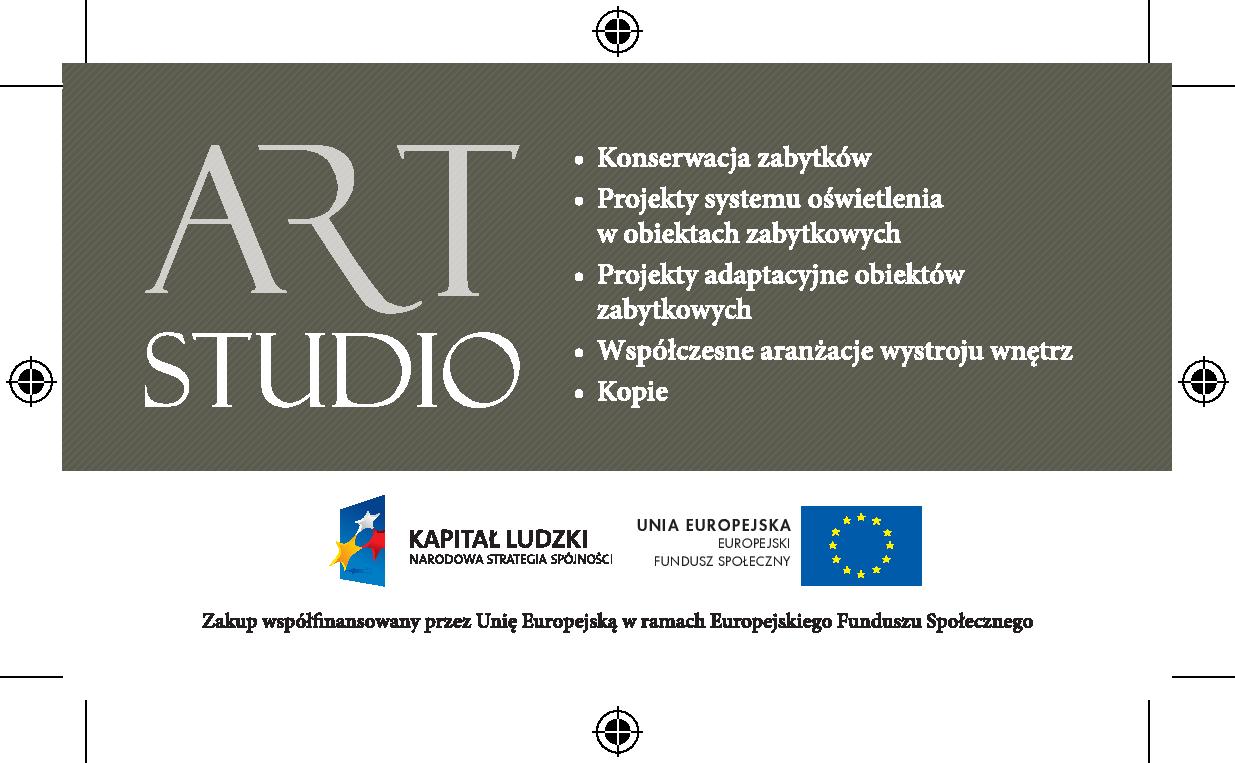 ART
STUDIO
• Konserwacja zabytków
• Projekty systemu oświetlenia
w obiektach zabytkowych
• Projekty adaptacyjne obiektów
zabytkowych
• Współczesne aranżacje wystroju wnętrz
• Kopie
KAPITAŁ LUDZKI
NARODOWA STRATEGIA SPÓJNOŚCI
UNIA EUROPEJSKA
EUROPEJSKI
FUNDUSZ SPOŁECZNY
Zakup współfinansowany przez Unię Europejską w ramach Europejskiego Funduszu Społecznego